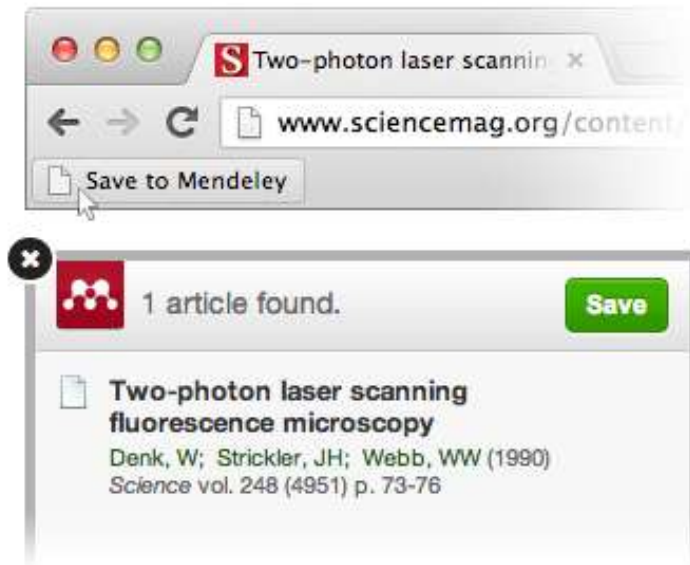 S Two-photon laser scannin
www.sciencemag.org/content/
Save to Mendeley
1 article found.
Save
Two-photon laser scanning
fluorescence microscopy
Denk, W; Strickler, JH; Webb, WW (1990)
Science vol. 248 (4951) p. 73-76